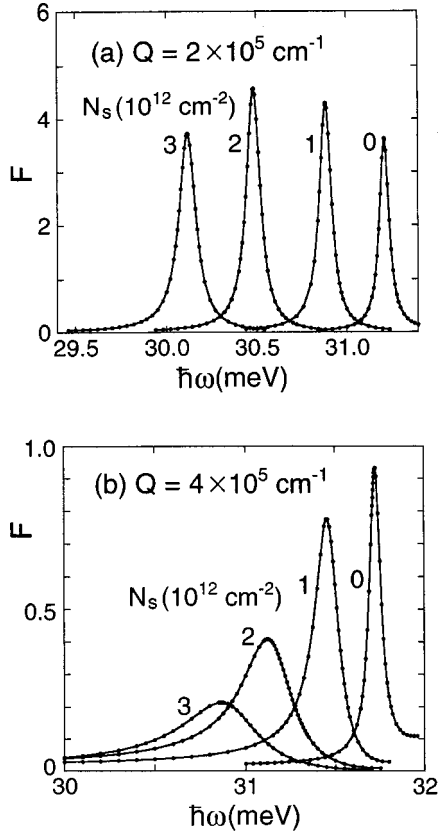 6
(a) Q = 2×10⁵ cm⁻¹
Nₛ(10¹² cm⁻²)
3 2 1 0
4
F
2
0
29.5 30.0 30.5 31.0
ħω(meV)
1.0
(b) Q = 4×10⁵ cm⁻¹
F
Nₛ(10¹² cm⁻²)
1 0
0.5
2
3
0
30 31 32
ħω(meV)